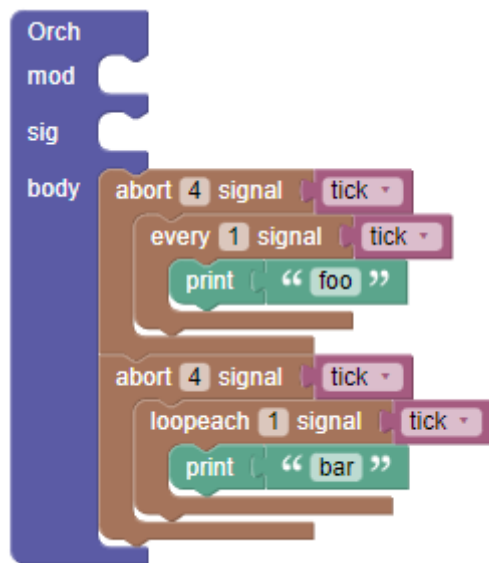 Orch
mod
sig
body abort 4 signal tick
every 1 signal tick
print “ foo ”
abort 4 signal tick
loopeach 1 signal tick
print “ bar ”